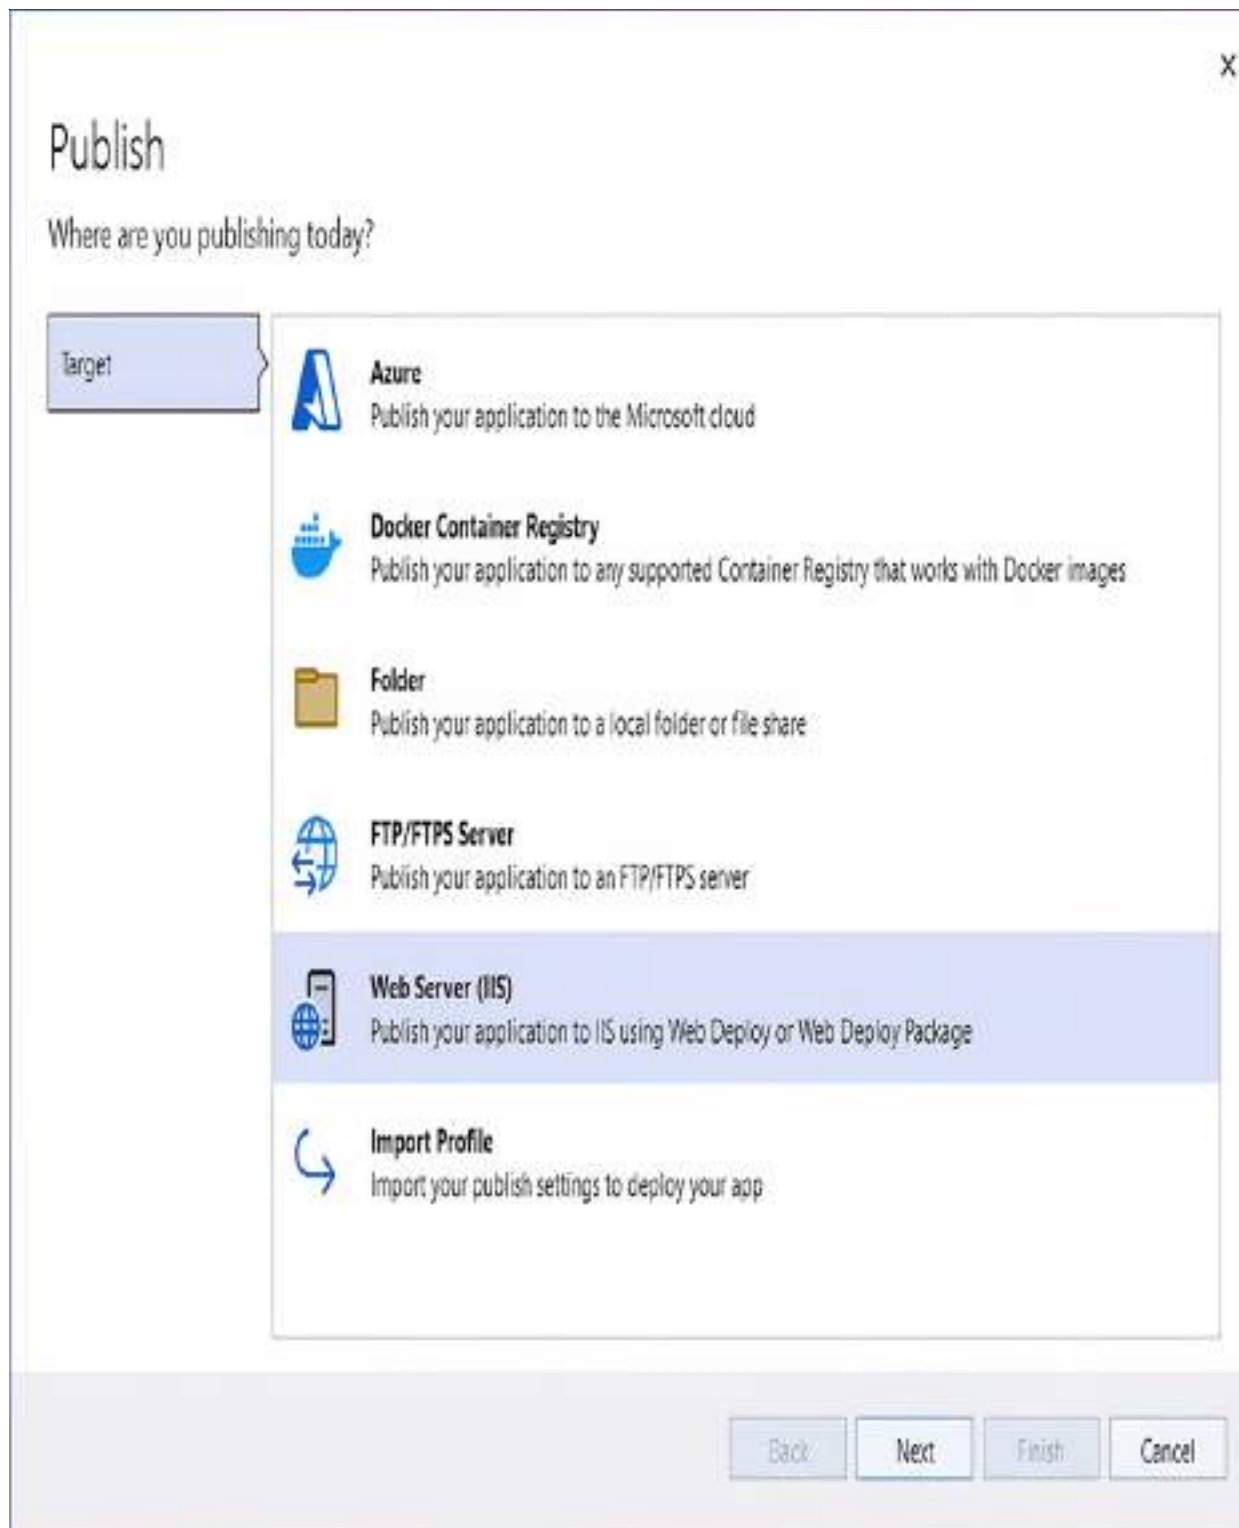 Publish
Where are you publishing today?
Target
Azure
Publish your application to the Microsoft cloud
Docker Container Registry
Publish your application to any supported Container Registry that works with Docker images
Folder
Publish your application to a local folder or file share
FTP/FTPS Server
Publish your application to an FTP/FTPS server
Web Server (IIS)
Publish your application to IIS using Web Deploy or Web Deploy Package
Import Profile
Import your publish settings to deploy your app
Back Next Finish Cancel